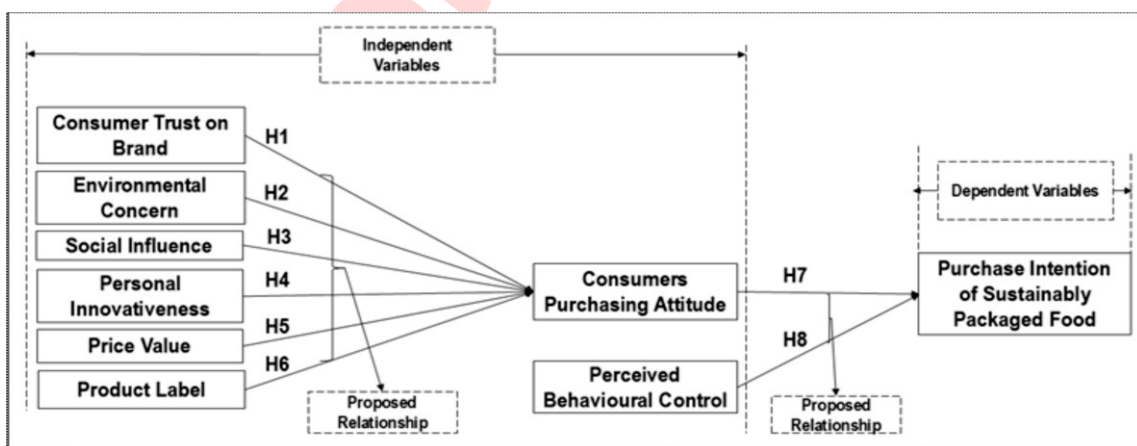 Independent
Variables
Consumer Trust on
Brand
H1
Environmental
Concern
H2
Social Influence
H3
Personal
Innovativeness
H4
Price Value
H5
Product Label
H6
Proposed
Relationship
Consumers
Purchasing Attitude
Perceived
Behavioural Control
H7
H8
Proposed
Relationship
Dependent Variables
Purchase Intention
of Sustainably
Packaged Food